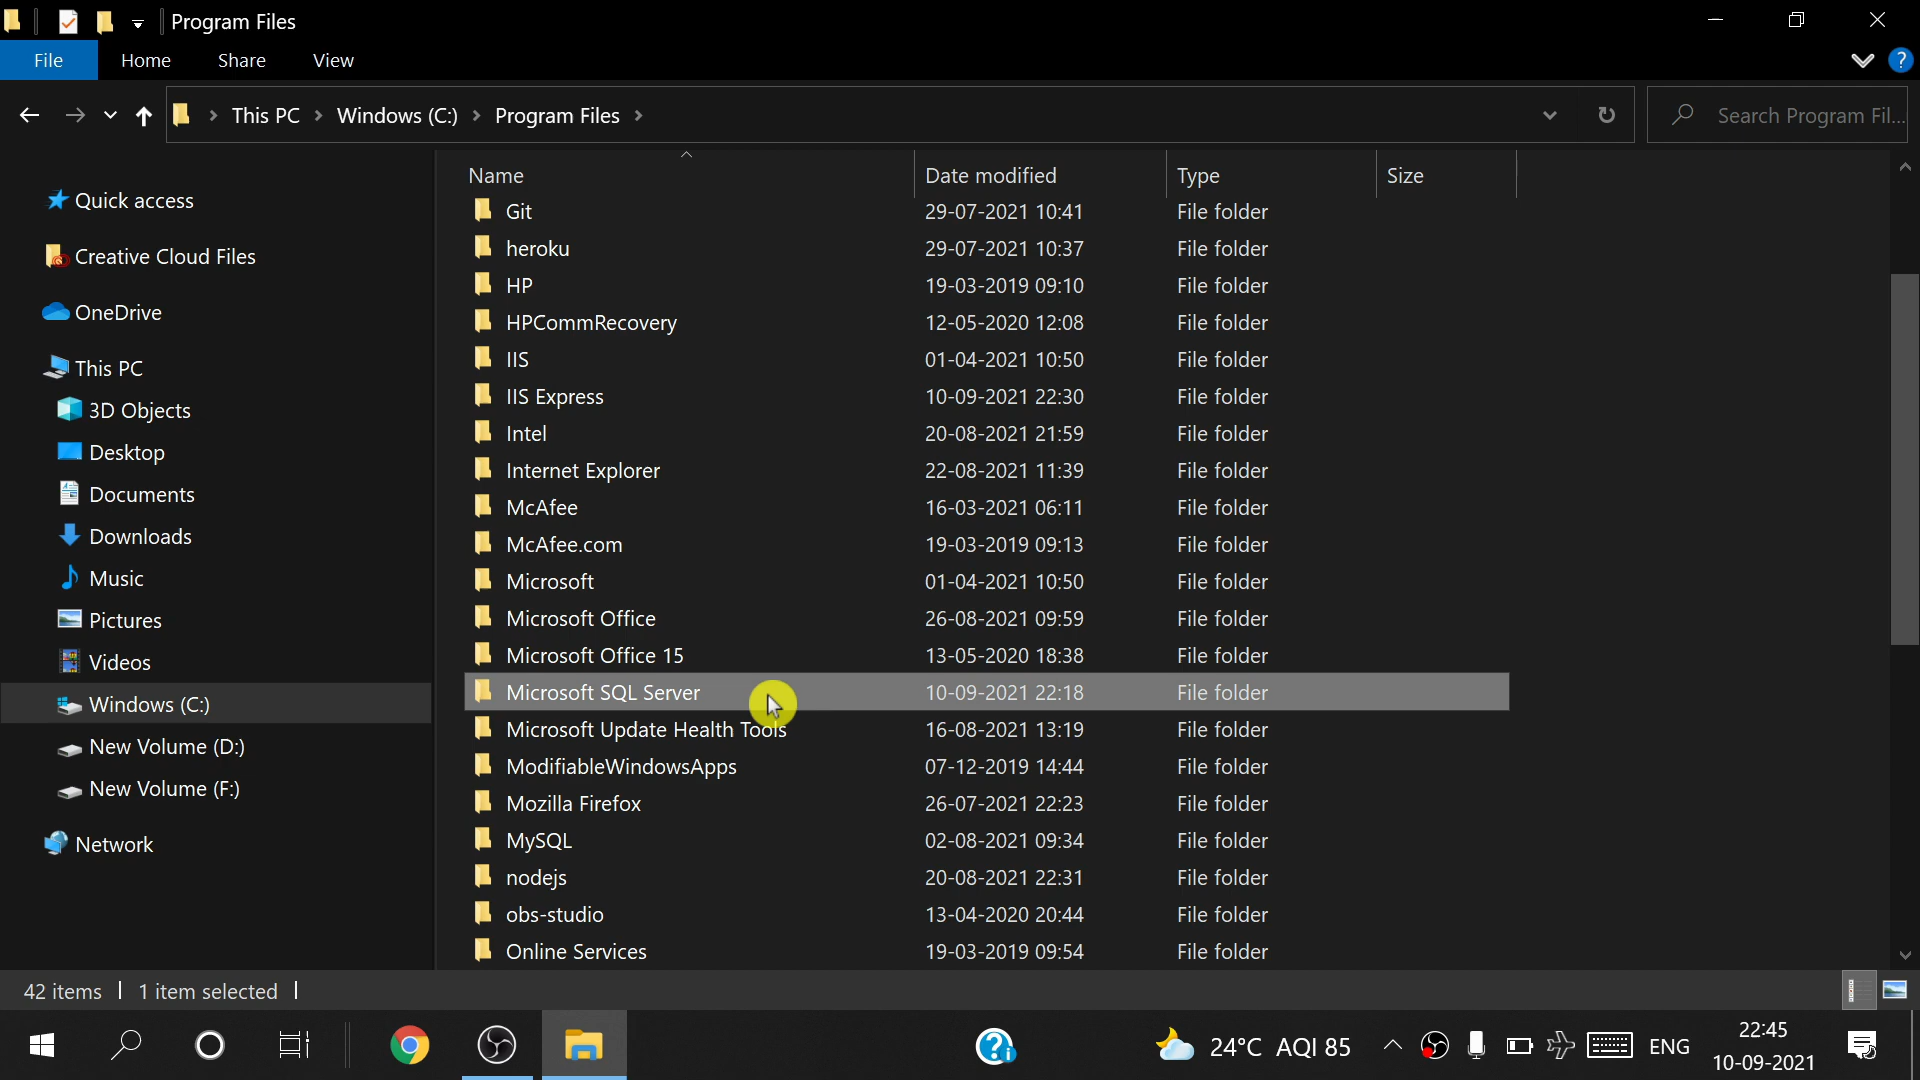 Program Files
File Home Share View
This PC Windows (C:) Program Files
Search Program Fil...
Quick access
Creative Cloud Files
OneDrive
This PC
3D Objects
Desktop
Documents
Downloads
Music
Pictures
Videos
Windows (C:)
New Volume (D:)
New Volume (F:)
Network
Name Date modified Type Size
Git 29-07-2021 10:41 File folder
heroku 29-07-2021 10:37 File folder
HP 19-03-2019 09:10 File folder
HPCommRecovery 12-05-2020 12:08 File folder
IIS 01-04-2021 10:50 File folder
IIS Express 10-09-2021 22:30 File folder
Intel 20-08-2021 21:59 File folder
Internet Explorer 22-08-2021 11:39 File folder
McAfee 16-03-2021 06:11 File folder
McAfee.com 19-03-2019 09:13 File folder
Microsoft 01-04-2021 10:50 File folder
Microsoft Office 26-08-2021 09:59 File folder
Microsoft Office 15 13-05-2020 18:38 File folder
Microsoft SQL Server 10-09-2021 22:18 File folder
Microsoft Update Health Tools 16-08-2021 13:19 File folder
ModifiableWindowsApps 07-12-2019 14:44 File folder
Mozilla Firefox 26-07-2021 22:23 File folder
MySQL 02-08-2021 09:34 File folder
nodejs 20-08-2021 22:31 File folder
obs-studio 13-04-2020 20:44 File folder
Online Services 19-03-2019 09:54 File folder
42 items 1 item selected
24°C AQI 85 ENG
22:45
10-09-2021